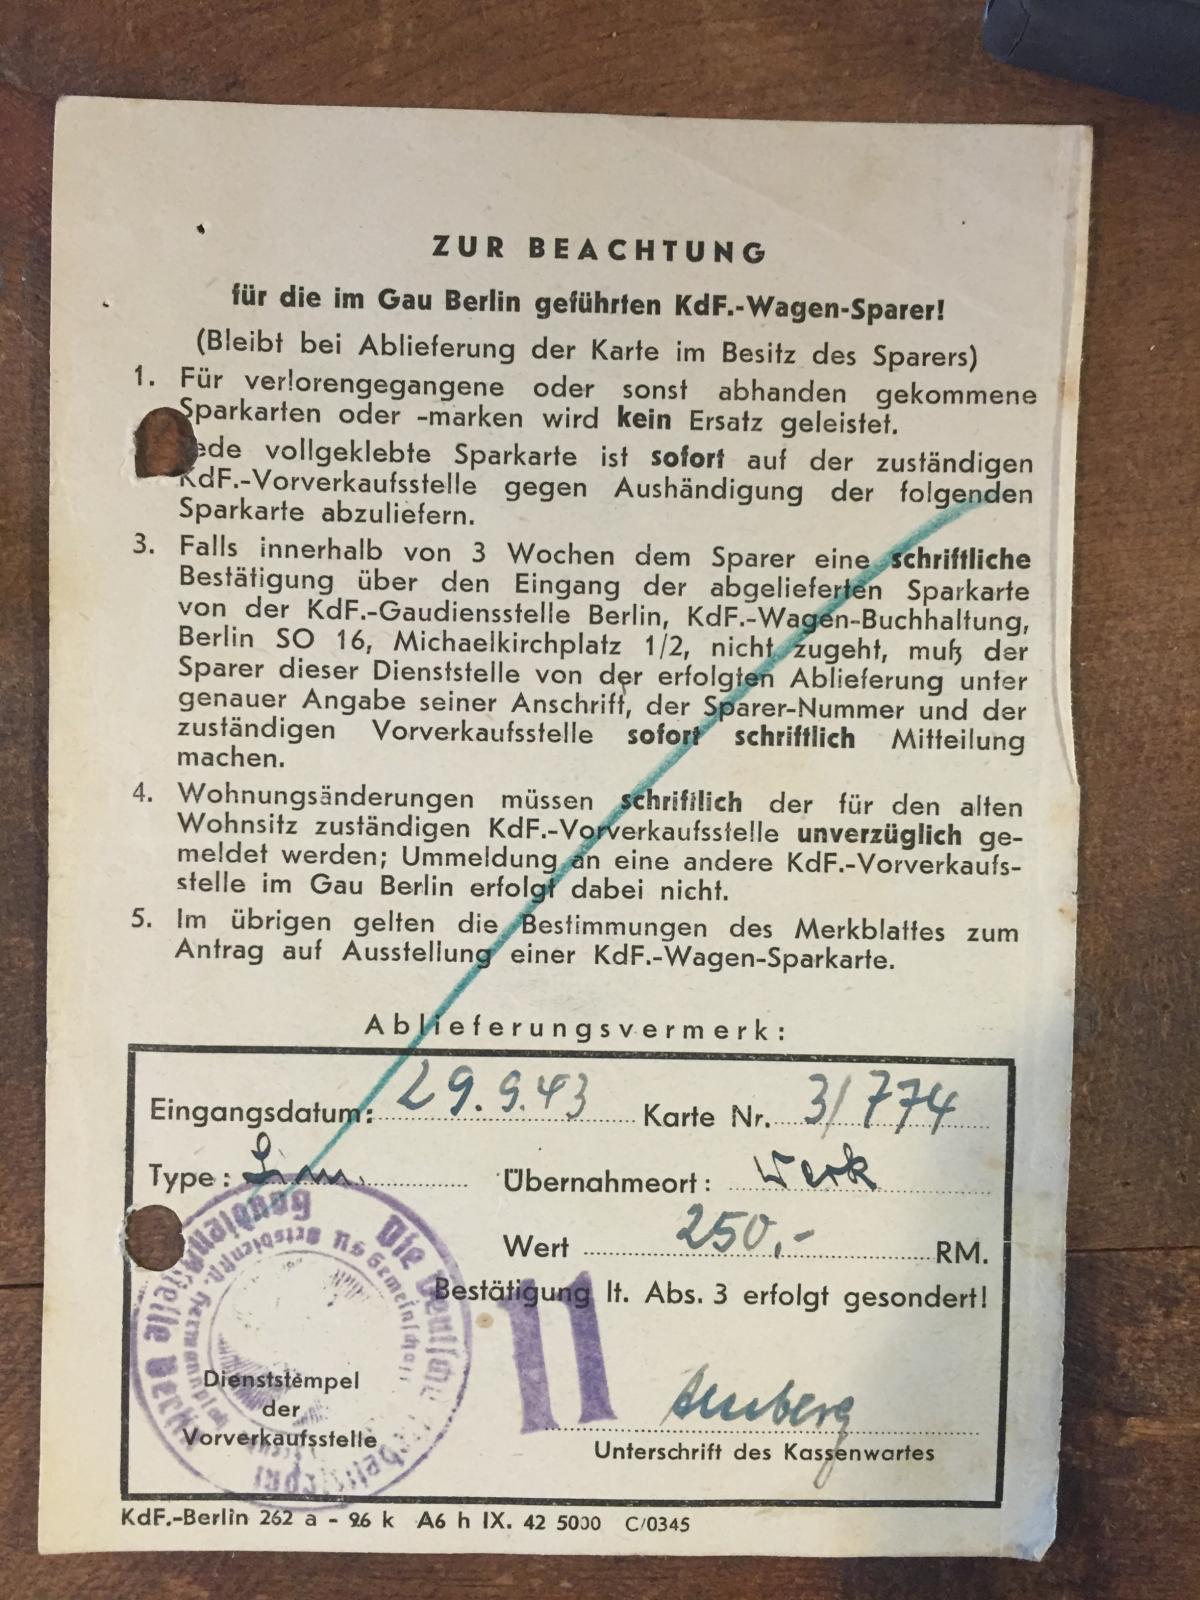 ZUR BEACHTUNG
für die im Gau Berlin geführten KdF.-Wagen-Sparer!
(Bleibt bei Ablieferung der Karte im Besitz des Sparers)
1. Für verlorengegangene oder sonst abhanden gekommene
Sparkarten oder -marken wird kein Ersatz geleistet.
ede vollgeklebte Sparkarte ist sofort auf der zuständigen
KdF.-Vorverkaufsstelle gegen Aushändigung der folgenden
Sparkarte abzuliefern.
3. Falls innerhalb von 3 Wochen dem Sparer eine schriftliche
Bestätigung über den Eingang der abgelieferten Sparkarte
von der KdF.-Gaudiensstelle Berlin, KdF.-Wagen-Buchhaltung,
Berlin SO 16, Michaelkirchplatz 1/2, nicht zugeht, muß der
Sparer dieser Dienststelle von der erfolgten Ablieferung unter
genauer Angabe seiner Anschrift, der Sparer-Nummer und der
zuständigen Vorverkaufsstelle sofort schriftlich Mitteilung
machen.
4. Wohnungsänderungen müssen schriftlich der für den alten
Wohnsitz zuständigen KdF.-Vorverkaufsstelle unverzüglich ge-
meldet werden; Ummeldung an eine andere KdF.-Vorverkaufs-
stelle im Gau Berlin erfolgt dabei nicht.
5. Im übrigen gelten die Bestimmungen des Merkblattes zum
Antrag auf Ausstellung einer KdF.-Wagen-Sparkarte.
Ablieferungsvermerk:
Eingangsdatum: 29.9.43 Karte Nr. 3/774
Type: Übernahmeort: Werk
Wert 250,- RM.
Bestätigung lt. Abs. 3 erfolgt gesondert!
11
Die Deutsche
NS Gemeinschaft
Dienststempel
der
Vorverkaufsstelle
Unterschrift des Kassenwartes
KdF.-Berlin 262 a - 26 k A6 h IX. 42 5000 C/0345